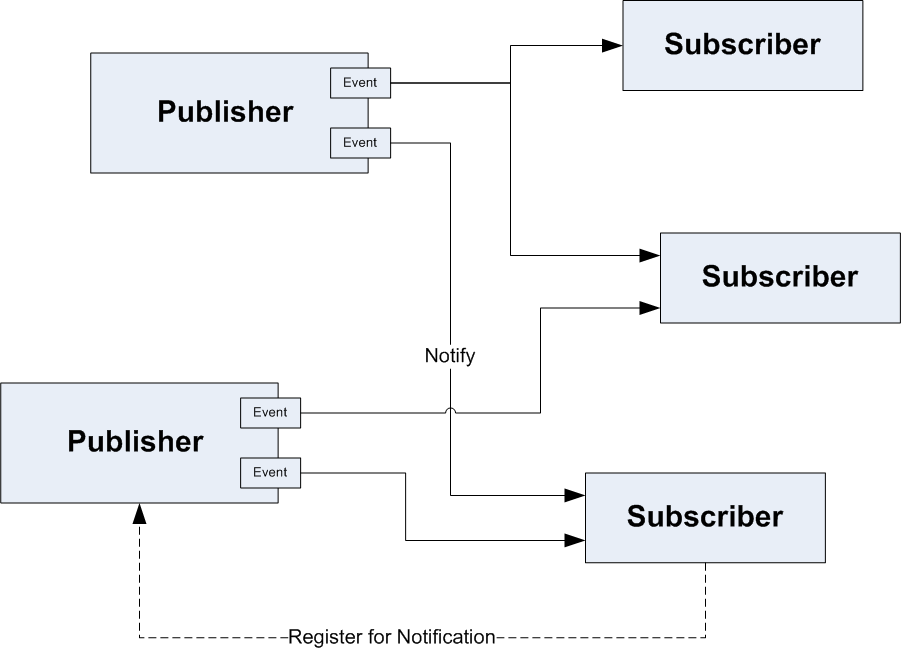 Subscriber
Event
Publisher
Event
Subscriber
Notify
Event
Publisher
Event
Subscriber
Register for Notification